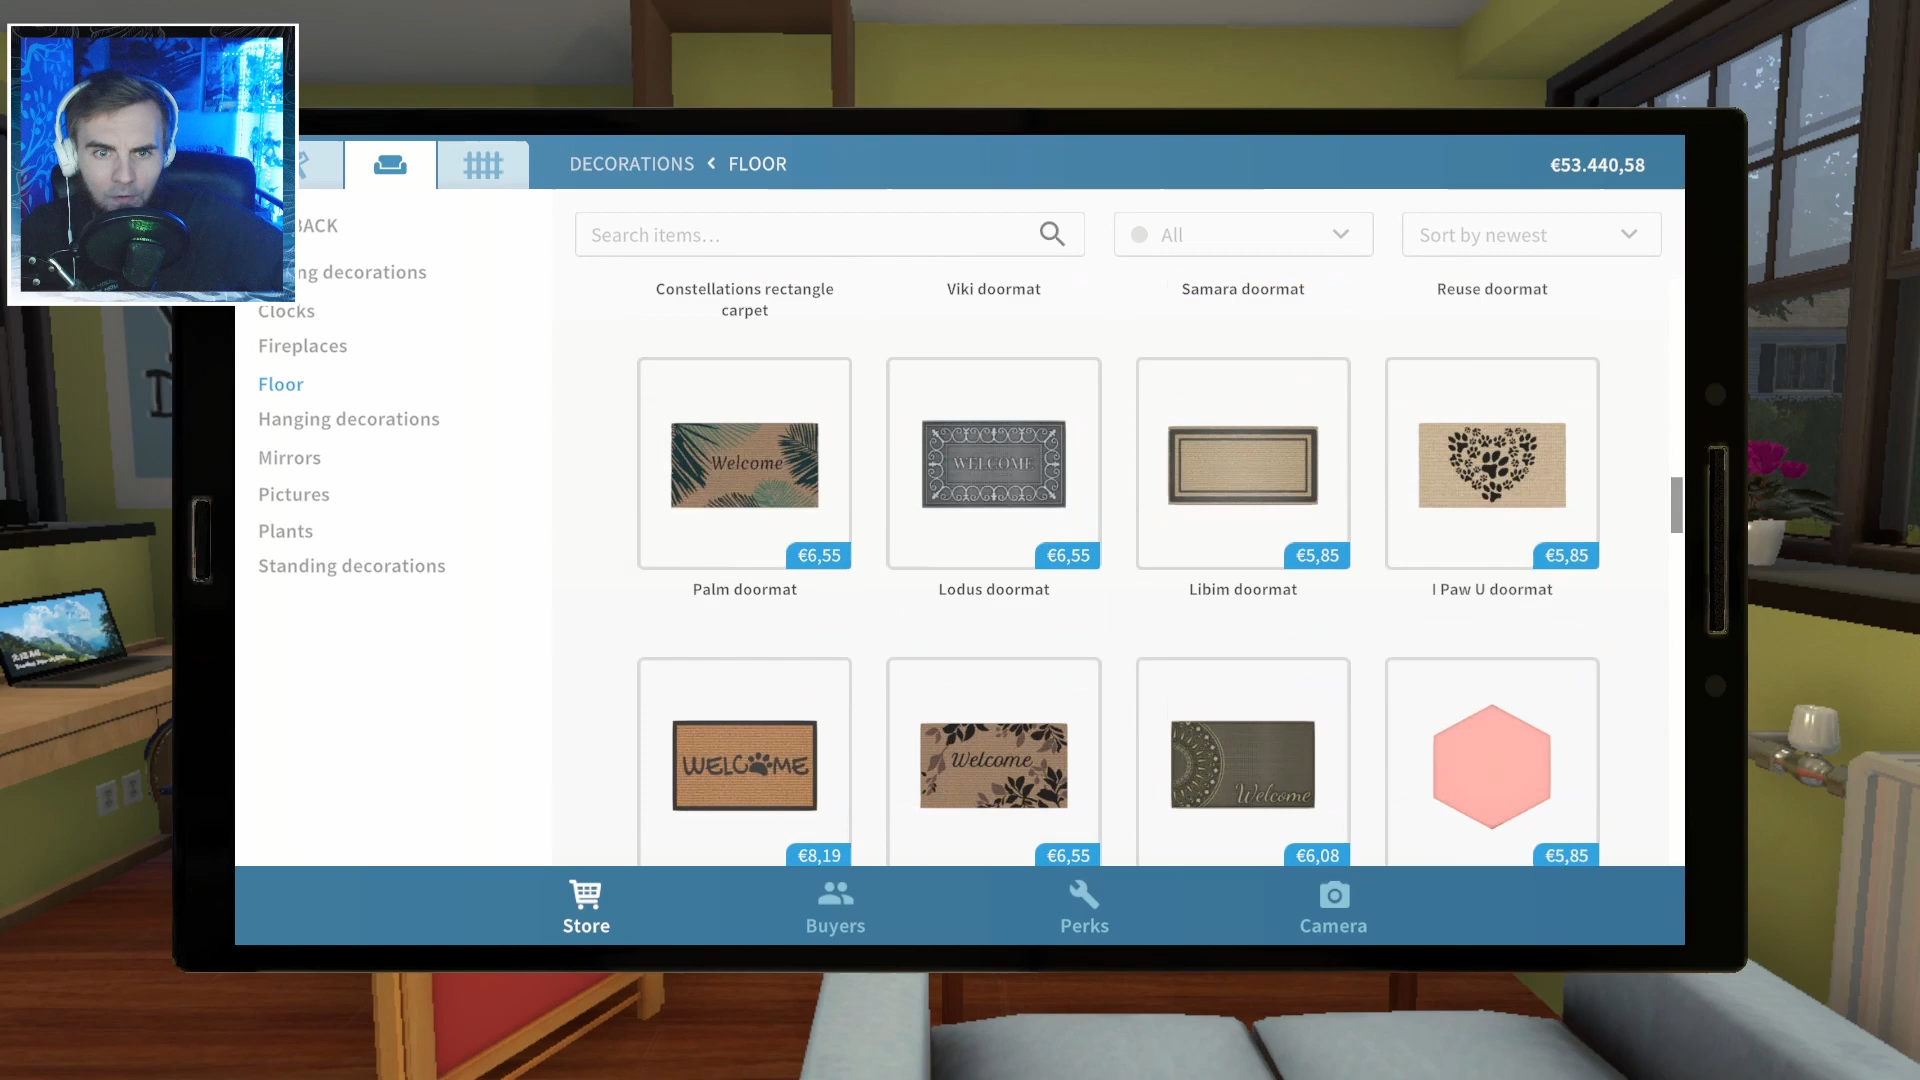 DECORATIONS < FLOOR
€53.440,58
BACK
ng decorations
Clocks
Fireplaces
Floor
Hanging decorations
Mirrors
Pictures
Plants
Standing decorations
Search items...
All
Sort by newest
Constellations rectangle
carpet
Viki doormat
Samara doormat
Reuse doormat
Welcome
WELCOME
€6,55
€6,55
€5,85
€5,85
Palm doormat
Lodus doormat
Libim doormat
I Paw U doormat
WELCOME
Welcome
Welcome
€8,19
€6,55
€6,08
€5,85
Store
Buyers
Perks
Camera